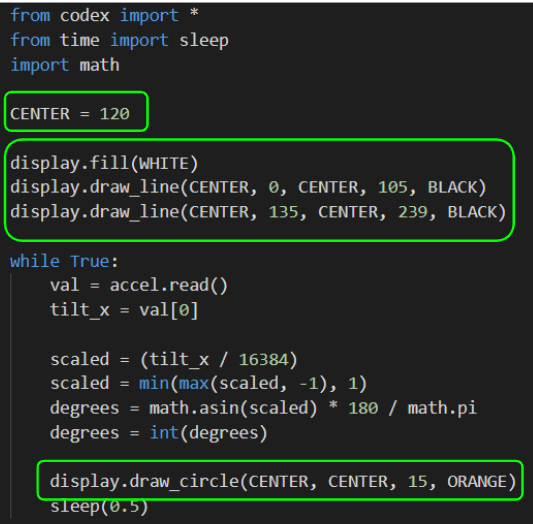 from codex import *
from time import sleep
import math
CENTER = 120
display.fill(WHITE)
display.draw_line(CENTER, 0, CENTER, 105, BLACK)
display.draw_line(CENTER, 135, CENTER, 239, BLACK)
while True:
    val = accel.read()
    tilt_x = val[0]
    scaled = (tilt_x / 16384)
    scaled = min(max(scaled, -1), 1)
    degrees = math.asin(scaled) * 180 / math.pi
    degrees = int(degrees)
    display.draw_circle(CENTER, CENTER, 15, ORANGE)
    sleep(0.5)